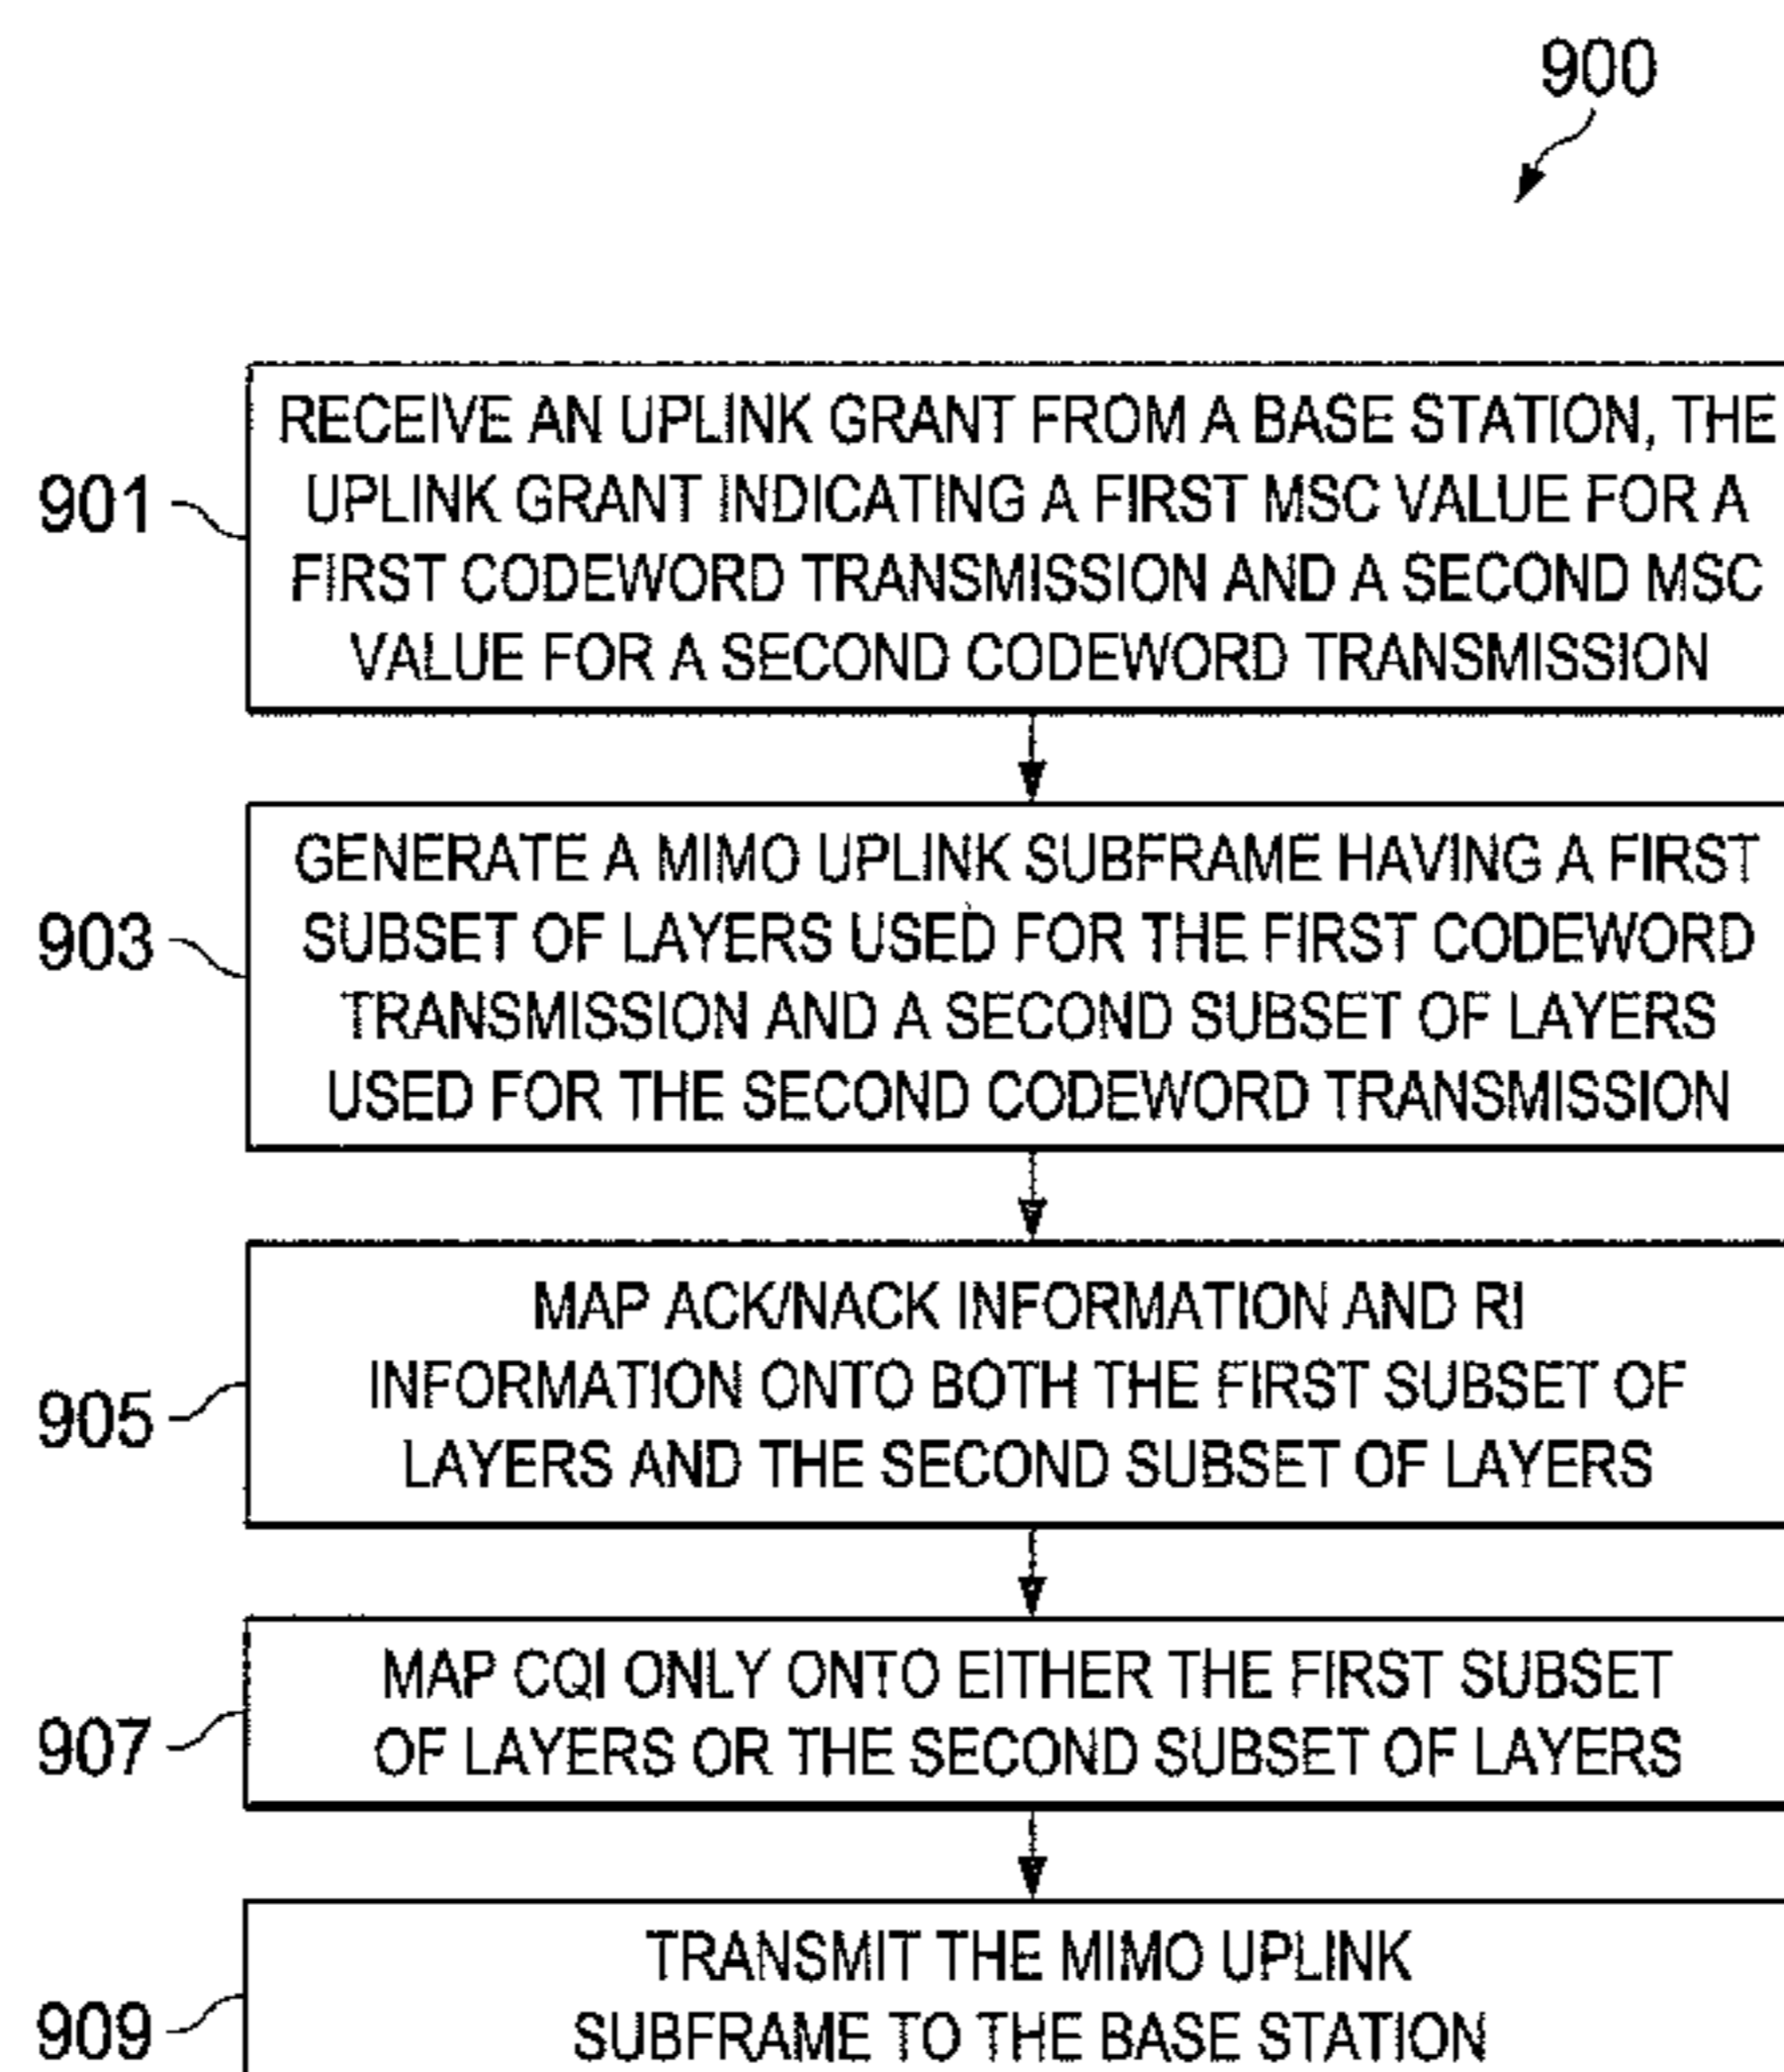 900
901
RECEIVE AN UPLINK GRANT FROM A BASE STATION, THE
UPLINK GRANT INDICATING A FIRST MSC VALUE FOR A
FIRST CODEWORD TRANSMISSION AND A SECOND MSC
VALUE FOR A SECOND CODEWORD TRANSMISSION
903
GENERATE A MIMO UPLINK SUBFRAME HAVING A FIRST
SUBSET OF LAYERS USED FOR THE FIRST CODEWORD
TRANSMISSION AND A SECOND SUBSET OF LAYERS
USED FOR THE SECOND CODEWORD TRANSMISSION
905
MAP ACK/NACK INFORMATION AND RI
INFORMATION ONTO BOTH THE FIRST SUBSET OF
LAYERS AND THE SECOND SUBSET OF LAYERS
907
MAP CQI ONLY ONTO EITHER THE FIRST SUBSET
OF LAYERS OR THE SECOND SUBSET OF LAYERS
909
TRANSMIT THE MIMO UPLINK
SUBFRAME TO THE BASE STATION